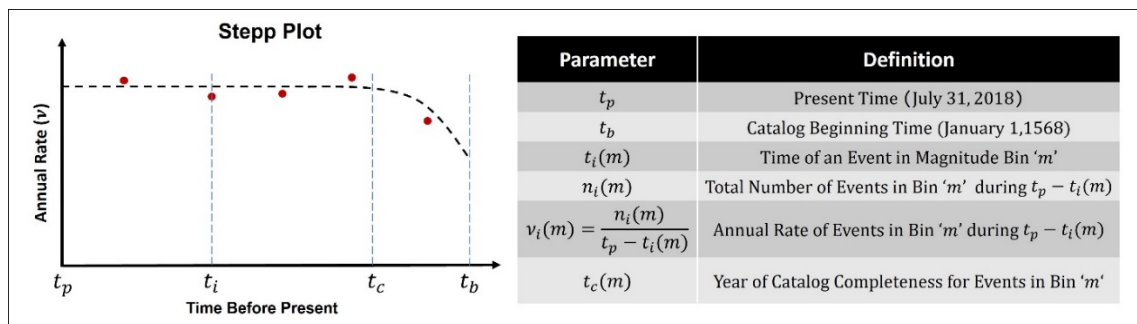 Stepp Plot
Annual Rate (ν)
t_p t_i t_c t_b
Time Before Present
Parameter Definition
t_p Present Time (July 31, 2018)
t_b Catalog Beginning Time (January 1,1568)
t_i(m) Time of an Event in Magnitude Bin ‘m’
n_i(m) Total Number of Events in Bin ‘m’ during t_p − t_i(m)
ν_i(m) = n_i(m) / (t_p − t_i(m)) Annual Rate of Events in Bin ‘m’ during t_p − t_i(m)
t_c(m) Year of Catalog Completeness for Events in Bin ‘m‘